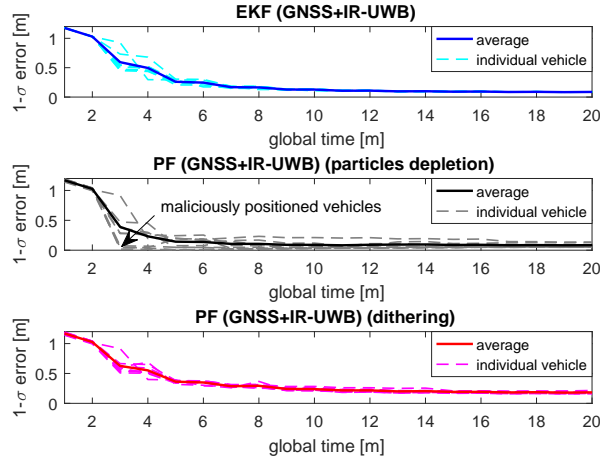 EKF (GNSS+IR-UWB)
1-σ error [m]
1
0.5
0
average
individual vehicle
2 4 6 8 10 12 14 16 18 20
global time [m]
PF (GNSS+IR-UWB) (particles depletion)
1-σ error [m]
1
0.5
0
maliciously positioned vehicles
average
individual vehicle
2 4 6 8 10 12 14 16 18 20
global time [m]
PF (GNSS+IR-UWB) (dithering)
1-σ error [m]
1
0.5
0
average
individual vehicle
2 4 6 8 10 12 14 16 18 20
global time [m]